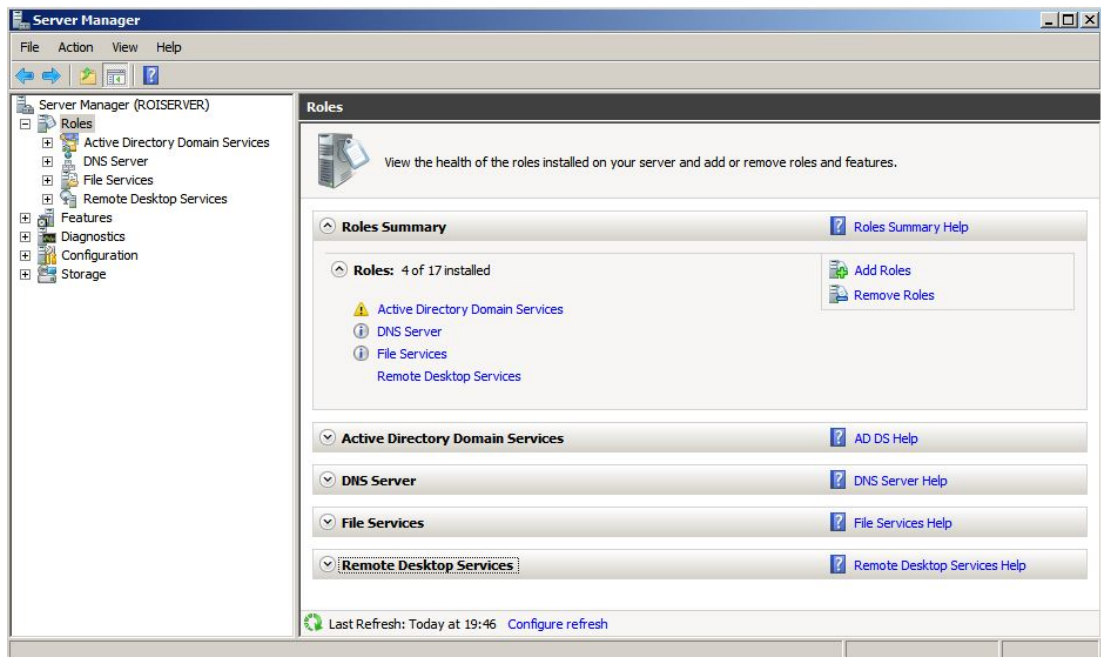 Server Manager
File Action View Help
Server Manager (ROISERVER)
Roles
Active Directory Domain Services
DNS Server
File Services
Remote Desktop Services
Features
Diagnostics
Configuration
Storage
Roles
View the health of the roles installed on your server and add or remove roles and features.
Roles Summary
Roles Summary Help
Roles: 4 of 17 installed
Add Roles
Remove Roles
Active Directory Domain Services
DNS Server
File Services
Remote Desktop Services
Active Directory Domain Services
AD DS Help
DNS Server
DNS Server Help
File Services
File Services Help
Remote Desktop Services
Remote Desktop Services Help
Last Refresh: Today at 19:46 Configure refresh